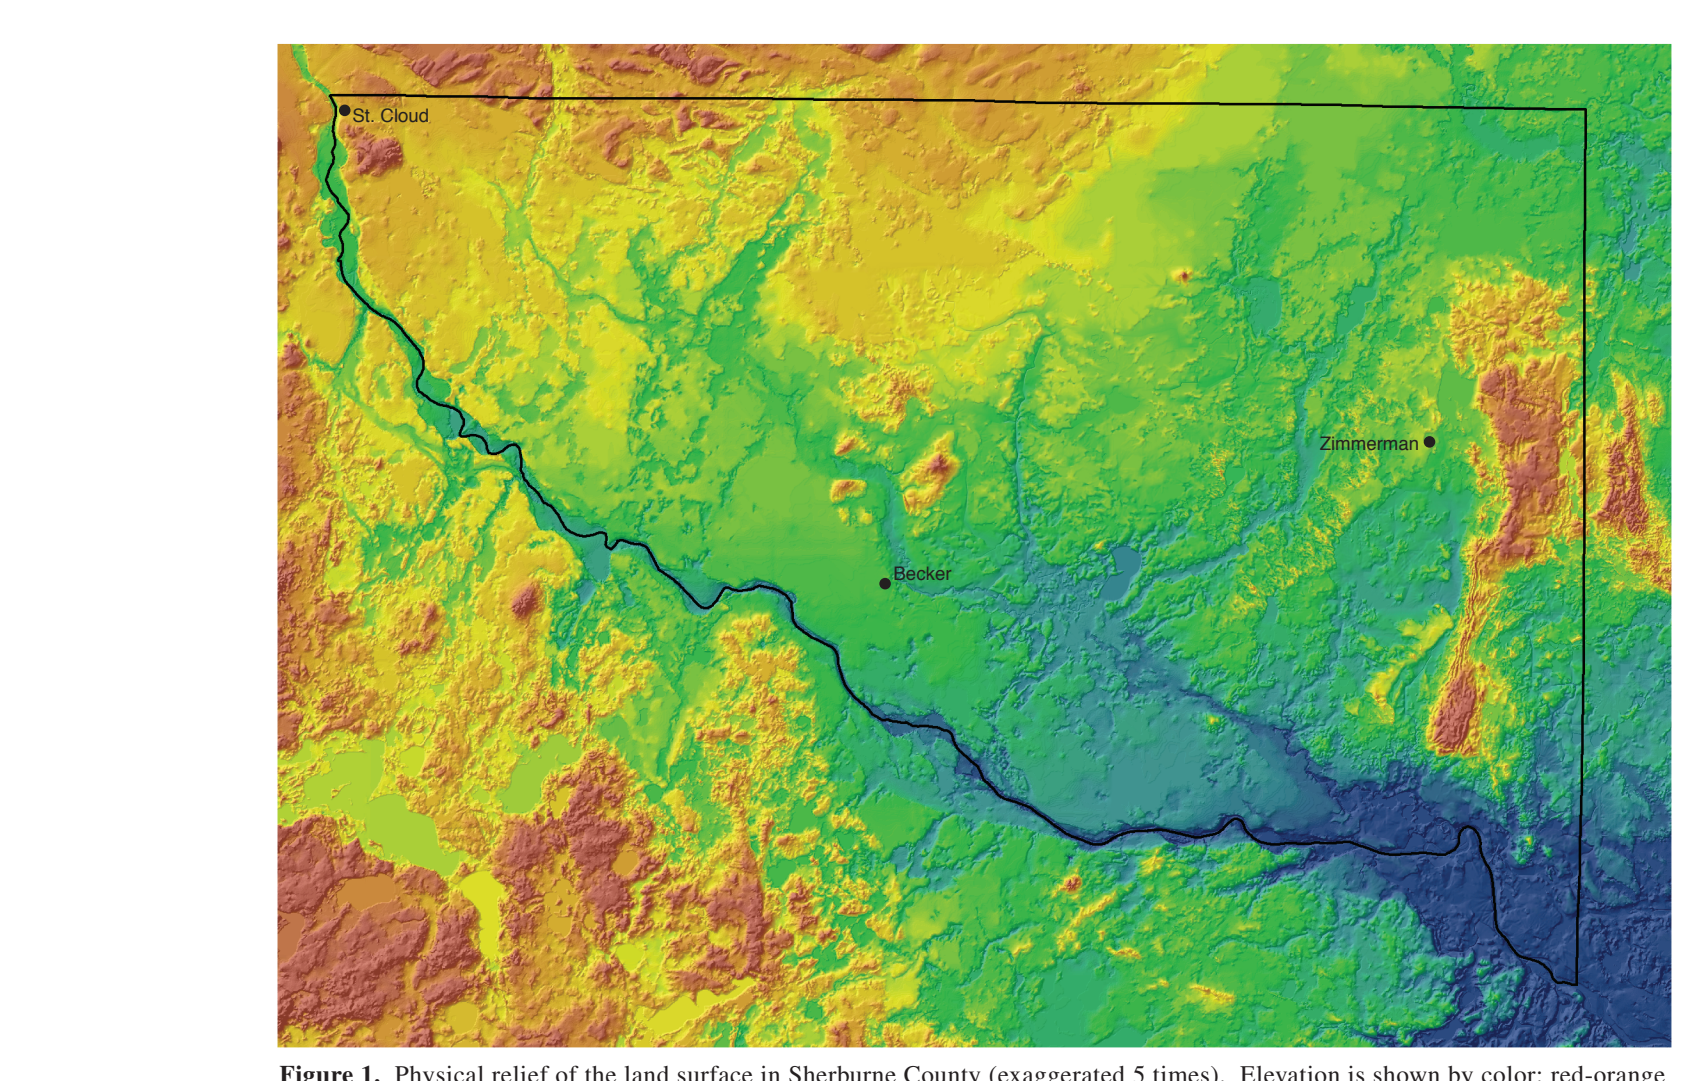 St. Cloud
Zimmerman
Becker
Figure 1. Physical relief of the land surface in Sherburne County (exaggerated 5 times). Elevation is shown by color; red-orange